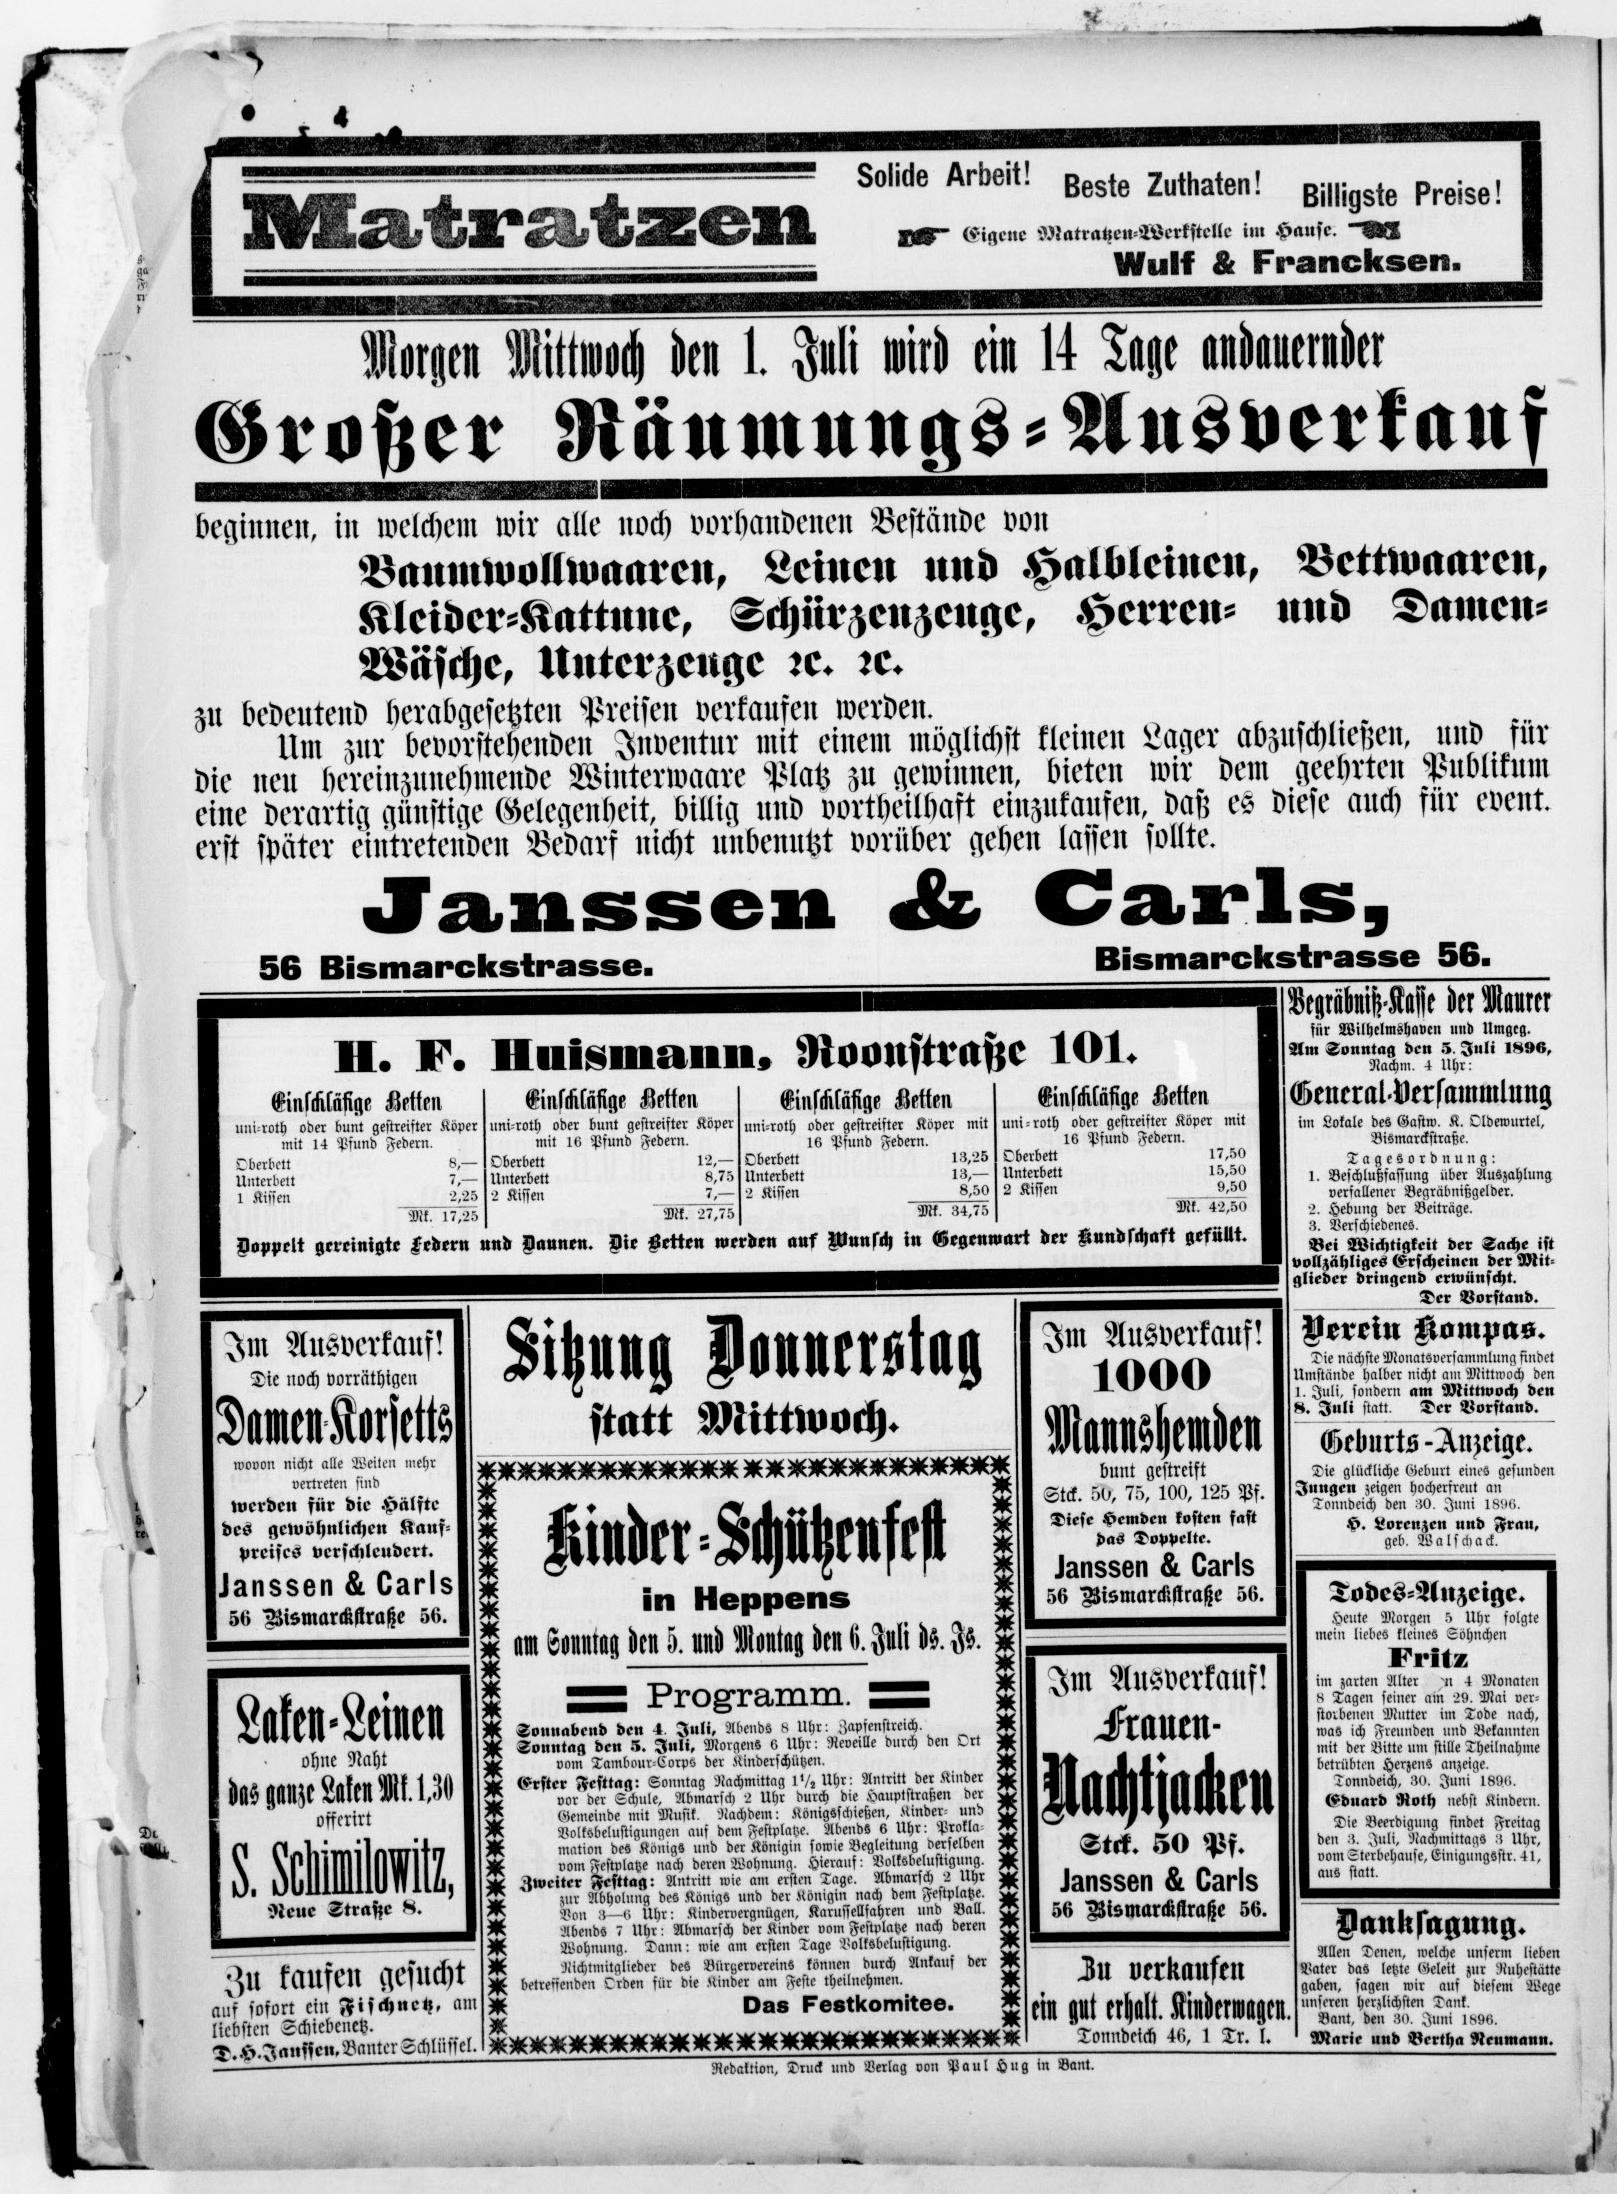 Matratzen
Solide Arbeit! Beste Zuthaten! Billigste Preise!
Eigene Matratzen-Werkstelle im Hause.
Wulf & Francksen.
Morgen Mittwoch den 1. Juli wird ein 14 Tage andauernder
Großer Räumungs-Ausverkauf
beginnen, in welchem wir alle noch vorhandenen Bestände von
Baumwollwaaren, Leinen und Halbleinen, Bettwaaren,
Kleider-Kattune, Schürzenzeuge, Herren- und Damen-
Wäsche, Unterzeuge ꝛc. ꝛc.
zu bedeutend herabgesetzten Preisen verkaufen werden.
Um zur bevorstehenden Inventur mit einem möglichst kleinen Lager abzuschließen, und für
die neu hereinzunehmende Winterwaare Platz zu gewinnen, bieten wir dem geehrten Publikum
eine derartig günstige Gelegenheit, billig und vortheilhaft einzukaufen, daß es diese auch für event.
erst später eintretenden Bedarf nicht unbenutzt vorüber gehen lassen sollte.
Janssen & Carls,
56 Bismarckstrasse. Bismarckstrasse 56.
H. F. Huismann, Roonstraße 101.
Einschläfige Betten
uni-roth oder bunt gestreifter Köper
mit 14 Pfund Federn.
Oberbett 8,—
Unterbett 7,—
1 Kissen 2,25
Mk. 17,25
Einschläfige Betten
uni-roth oder bunt gestreifter Köper
mit 16 Pfund Federn.
Oberbett 12,—
Unterbett 8,75
2 Kissen 7,—
Mk. 27,75
Einschläfige Betten
uni-roth oder gestreifter Köper mit
16 Pfund Federn.
Oberbett 13,25
Unterbett 13,—
2 Kissen 8,50
Mk. 34,75
Einschläfige Betten
uni-roth oder gestreifter Köper mit
16 Pfund Federn.
Oberbett 17,50
Unterbett 15,50
2 Kissen 9,50
Mk. 42,50
Doppelt gereinigte Federn und Daunen. Die Betten werden auf Wunsch in Gegenwart der Kundschaft gefüllt.
Im Ausverkauf!
Die noch vorräthigen
Damen-Korsetts
wovon nicht alle Weiten mehr
vertreten sind
werden für die Hälfte
des gewöhnlichen Kauf-
preises verschleudert.
Janssen & Carls
56 Bismarckstraße 56.
Laken-Leinen
ohne Naht
das ganze Laken Mk. 1,30
offerirt
S. Schimilowitz,
Neue Straße 8.
Zu kaufen gesucht
auf sofort ein Fischnetz, am
liebsten Schiebenetz.
D. H. Janssen, Banter Schlüssel.
Sitzung Donnerstag
statt Mittwoch.
Kinder-Schützenfest
in Heppens
am Sonntag den 5. und Montag den 6. Juli ds. Js.
Programm.
Sonnabend den 4. Juli, Abends 8 Uhr: Zapfenstreich.
Sonntag den 5. Juli, Morgens 6 Uhr: Reveille durch den Ort
vom Tambour-Corps der Kinderschützen.
Erster Festtag: Sonntag Nachmittag 1½ Uhr: Antritt der Kinder
vor der Schule, Abmarsch 2 Uhr durch die Hauptstraßen der
Gemeinde mit Musik. Nachdem: Königsschießen, Kinder- und
Volksbelustigungen auf dem Festplatze. Abends 6 Uhr: Prokla-
mation des Königs und der Königin sowie Begleitung derselben
vom Festplatze nach deren Wohnung. Hierauf: Volksbelustigung.
Zweiter Festtag: Antritt wie am ersten Tage. Abmarsch 2 Uhr
zur Abholung des Königs und der Königin nach dem Festplatze.
Von 3—6 Uhr: Kindervergnügen, Karussellfahren und Ball.
Abends 7 Uhr: Abmarsch der Kinder vom Festplatze nach deren
Wohnung. Dann: wie am ersten Tage Volksbelustigung.
Nichtmitglieder des Bürgervereins können durch Ankauf der
betreffenden Orden für die Kinder am Feste theilnehmen.
Das Festkomitee.
Im Ausverkauf!
1000
Mannshemden
bunt gestreift
Stck. 50, 75, 100, 125 Pf.
Diese Hemden kosten fast
das Doppelte.
Janssen & Carls
56 Bismarckstraße 56.
Im Ausverkauf!
Frauen-
Nachtjacken
Stck. 50 Pf.
Janssen & Carls
56 Bismarckstraße 56.
Zu verkaufen
ein gut erhalt. Kinderwagen.
Tonndeich 46, 1 Tr. l.
Begräbniß-Kasse der Maurer
für Wilhelmshaven und Umgeg.
Am Sonntag den 5. Juli 1896,
Nachm. 4 Uhr:
General-Versammlung
im Lokale des Gastw. K. Oldewurtel,
Bismarckstraße.
Tagesordnung:
1. Beschlußfassung über Auszahlung
verfallener Begräbnißgelder.
2. Hebung der Beiträge.
3. Verschiedenes.
Bei Wichtigkeit der Sache ist
vollzähliges Erscheinen der Mit-
glieder dringend erwünscht.
Der Vorstand.
Verein Kompas.
Die nächste Monatsversammlung findet
Umstände halber nicht am Mittwoch den
1. Juli, sondern am Mittwoch den
8. Juli statt. Der Vorstand.
Geburts-Anzeige.
Die glückliche Geburt eines gesunden
Jungen zeigen hocherfreut an
Tonndeich den 30. Juni 1896.
H. Lorenzen und Frau,
geb. Walschack.
Todes-Anzeige.
Heute Morgen 5 Uhr folgte
mein liebes kleines Söhnchen
Fritz
im zarten Alter n 4 Monaten
8 Tagen seiner am 29. Mai ver-
storbenen Mutter im Tode nach,
was ich Freunden und Bekannten
mit der Bitte um stille Theilnahme
betrübten Herzens anzeige.
Tonndeich, 30. Juni 1896.
Eduard Roth nebst Kindern.
Die Beerdigung findet Freitag
den 3. Juli, Nachmittags 3 Uhr,
vom Sterbehause, Einigungsstr. 41,
aus statt.
Danksagung.
Allen Denen, welche unserm lieben
Vater das letzte Geleit zur Ruhestätte
gaben, sagen wir auf diesem Wege
unseren herzlichsten Dank.
Bant, den 30. Juni 1896.
Marie und Bertha Neumann.
Redaktion, Druck und Verlag von Paul Hug in Bant.